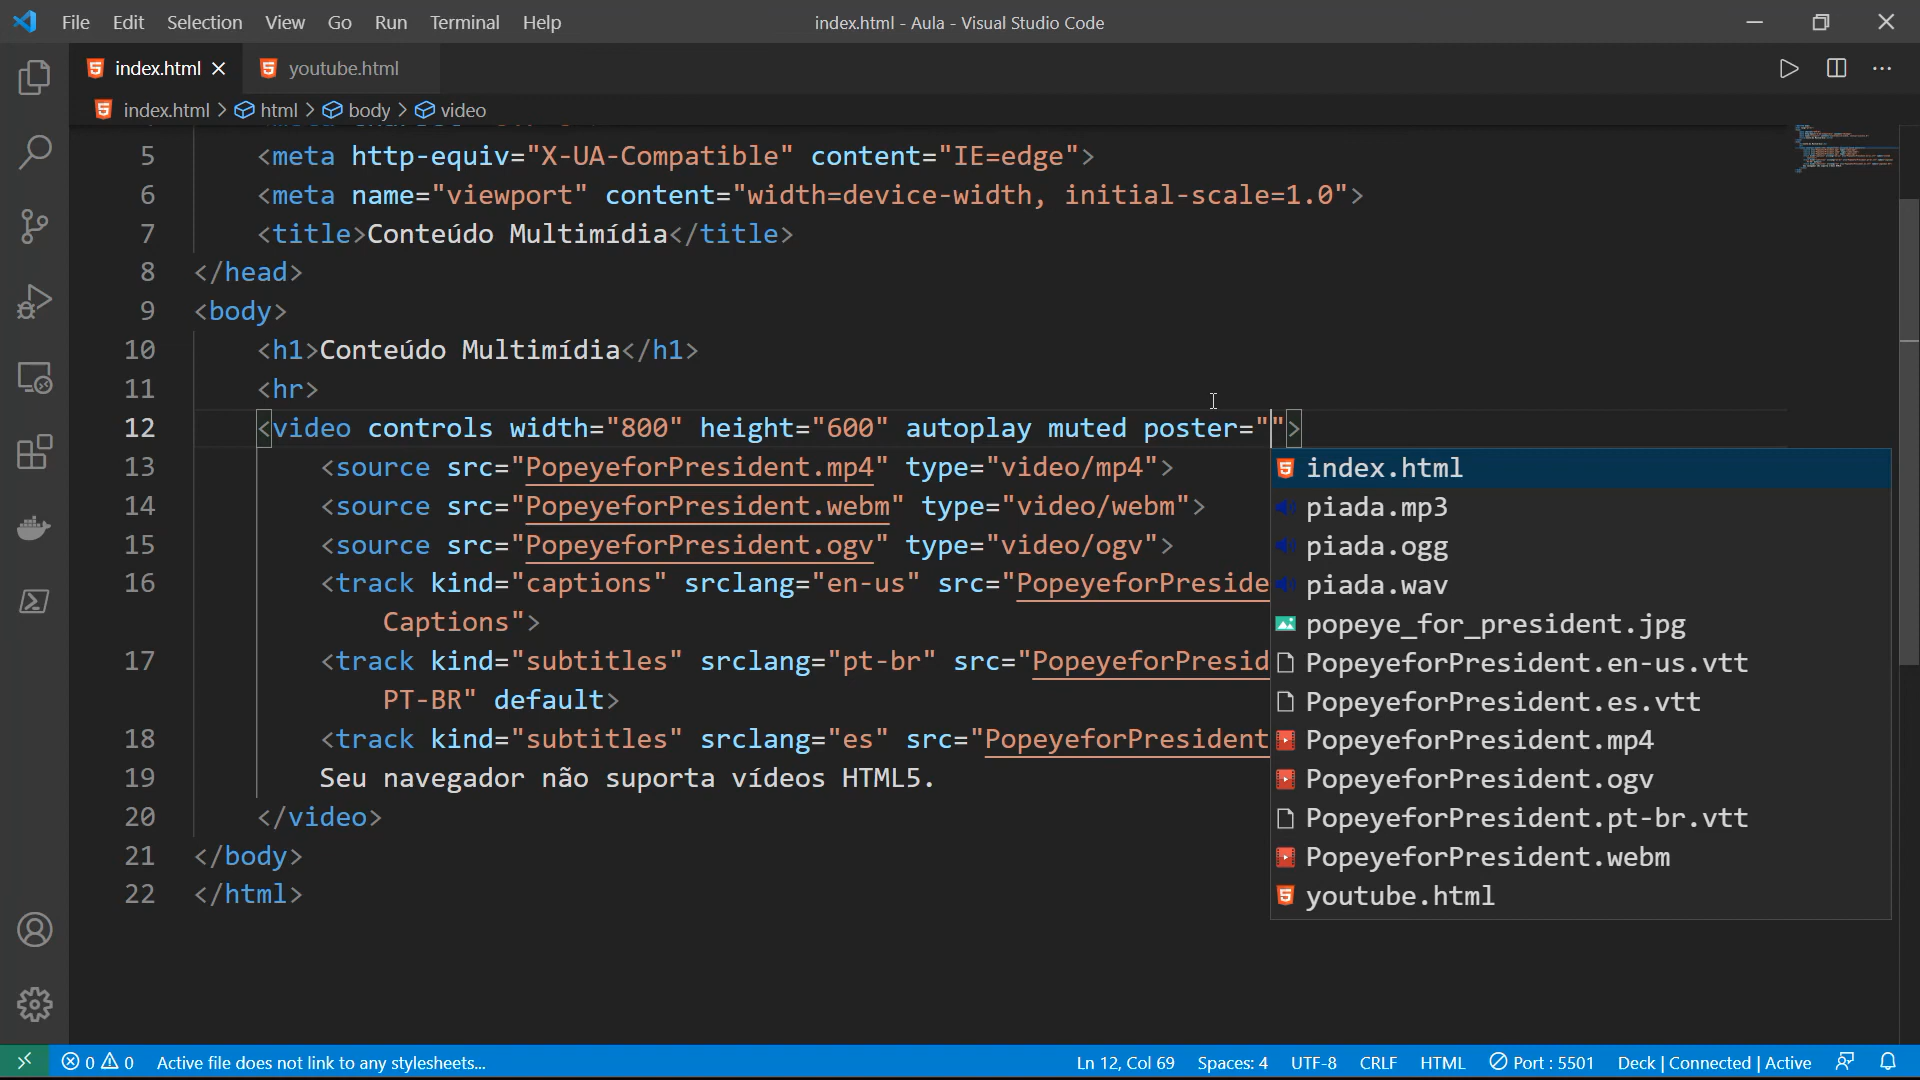 File Edit Selection View Go Run Terminal Help index.html - Aula - Visual Studio Code
index.html youtube.html
index.html > html > body > video
5 <meta http-equiv="X-UA-Compatible" content="IE=edge">
6 <meta name="viewport" content="width=device-width, initial-scale=1.0">
7 <title>Conteúdo Multimídia</title>
8 </head>
9 <body>
10 <h1>Conteúdo Multimídia</h1>
11 <hr>
12 <video controls width="800" height="600" autoplay muted poster="">
13 <source src="PopeyeforPresident.mp4" type="video/mp4">
14 <source src="PopeyeforPresident.webm" type="video/webm">
15 <source src="PopeyeforPresident.ogv" type="video/ogv">
16 <track kind="captions" srclang="en-us" src="PopeyeforPreside
Captions">
17 <track kind="subtitles" srclang="pt-br" src="PopeyeforPresid
PT-BR" default>
18 <track kind="subtitles" srclang="es" src="PopeyeforPresident
19 Seu navegador não suporta vídeos HTML5.
20 </video>
21 </body>
22 </html>
index.html
piada.mp3
piada.ogg
piada.wav
popeye_for_president.jpg
PopeyeforPresident.en-us.vtt
PopeyeforPresident.es.vtt
PopeyeforPresident.mp4
PopeyeforPresident.ogv
PopeyeforPresident.pt-br.vtt
PopeyeforPresident.webm
youtube.html
0 0 Active file does not link to any stylesheets... Ln 12, Col 69 Spaces: 4 UTF-8 CRLF HTML Port : 5501 Deck | Connected | Active